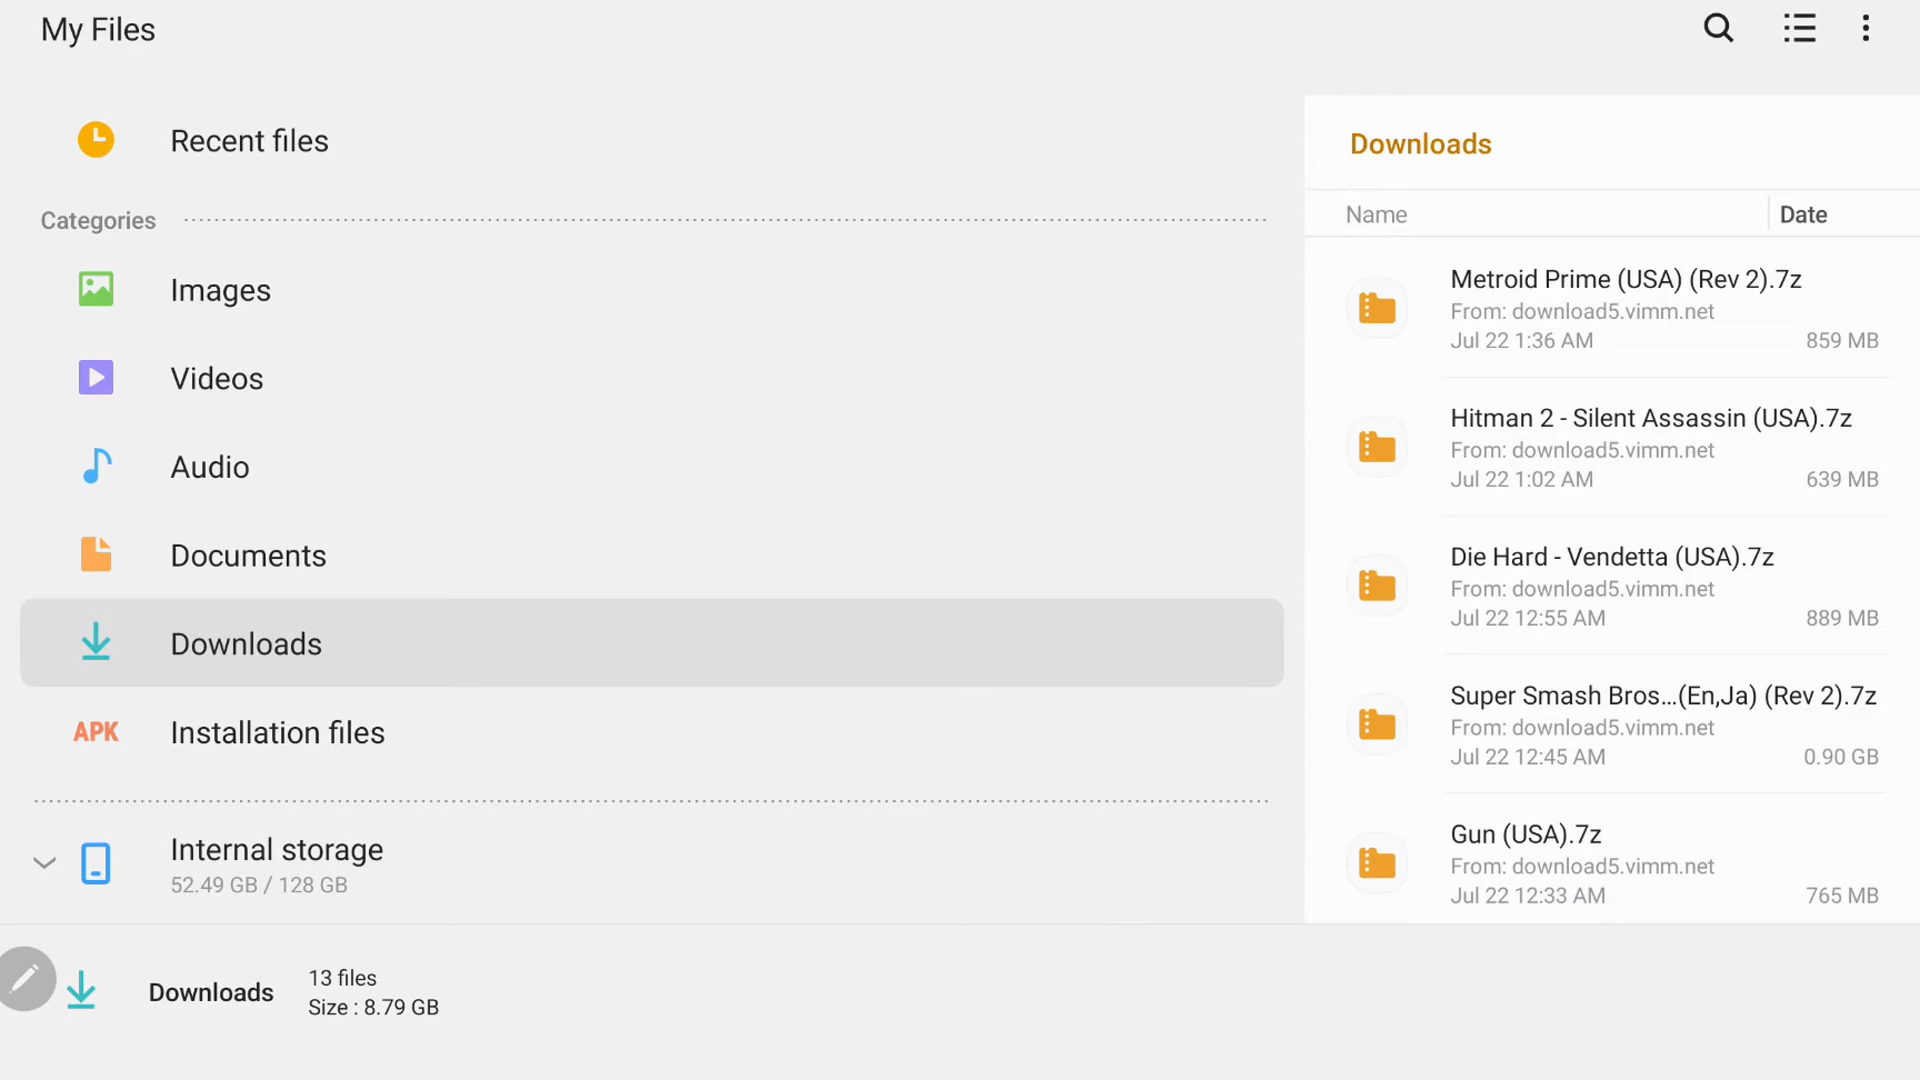 My Files
Recent files
Categories
Images
Videos
Audio
Documents
Downloads
APK
Installation files
Internal storage
52.49 GB / 128 GB
Downloads
Name
Date
Metroid Prime (USA) (Rev 2).7z
From: download5.vimm.net
Jul 22 1:36 AM 859 MB
Hitman 2 - Silent Assassin (USA).7z
From: download5.vimm.net
Jul 22 1:02 AM 639 MB
Die Hard - Vendetta (USA).7z
From: download5.vimm.net
Jul 22 12:55 AM 889 MB
Super Smash Bros...(En,Ja) (Rev 2).7z
From: download5.vimm.net
Jul 22 12:45 AM 0.90 GB
Gun (USA).7z
From: download5.vimm.net
Jul 22 12:33 AM 765 MB
Downloads
13 files
Size : 8.79 GB